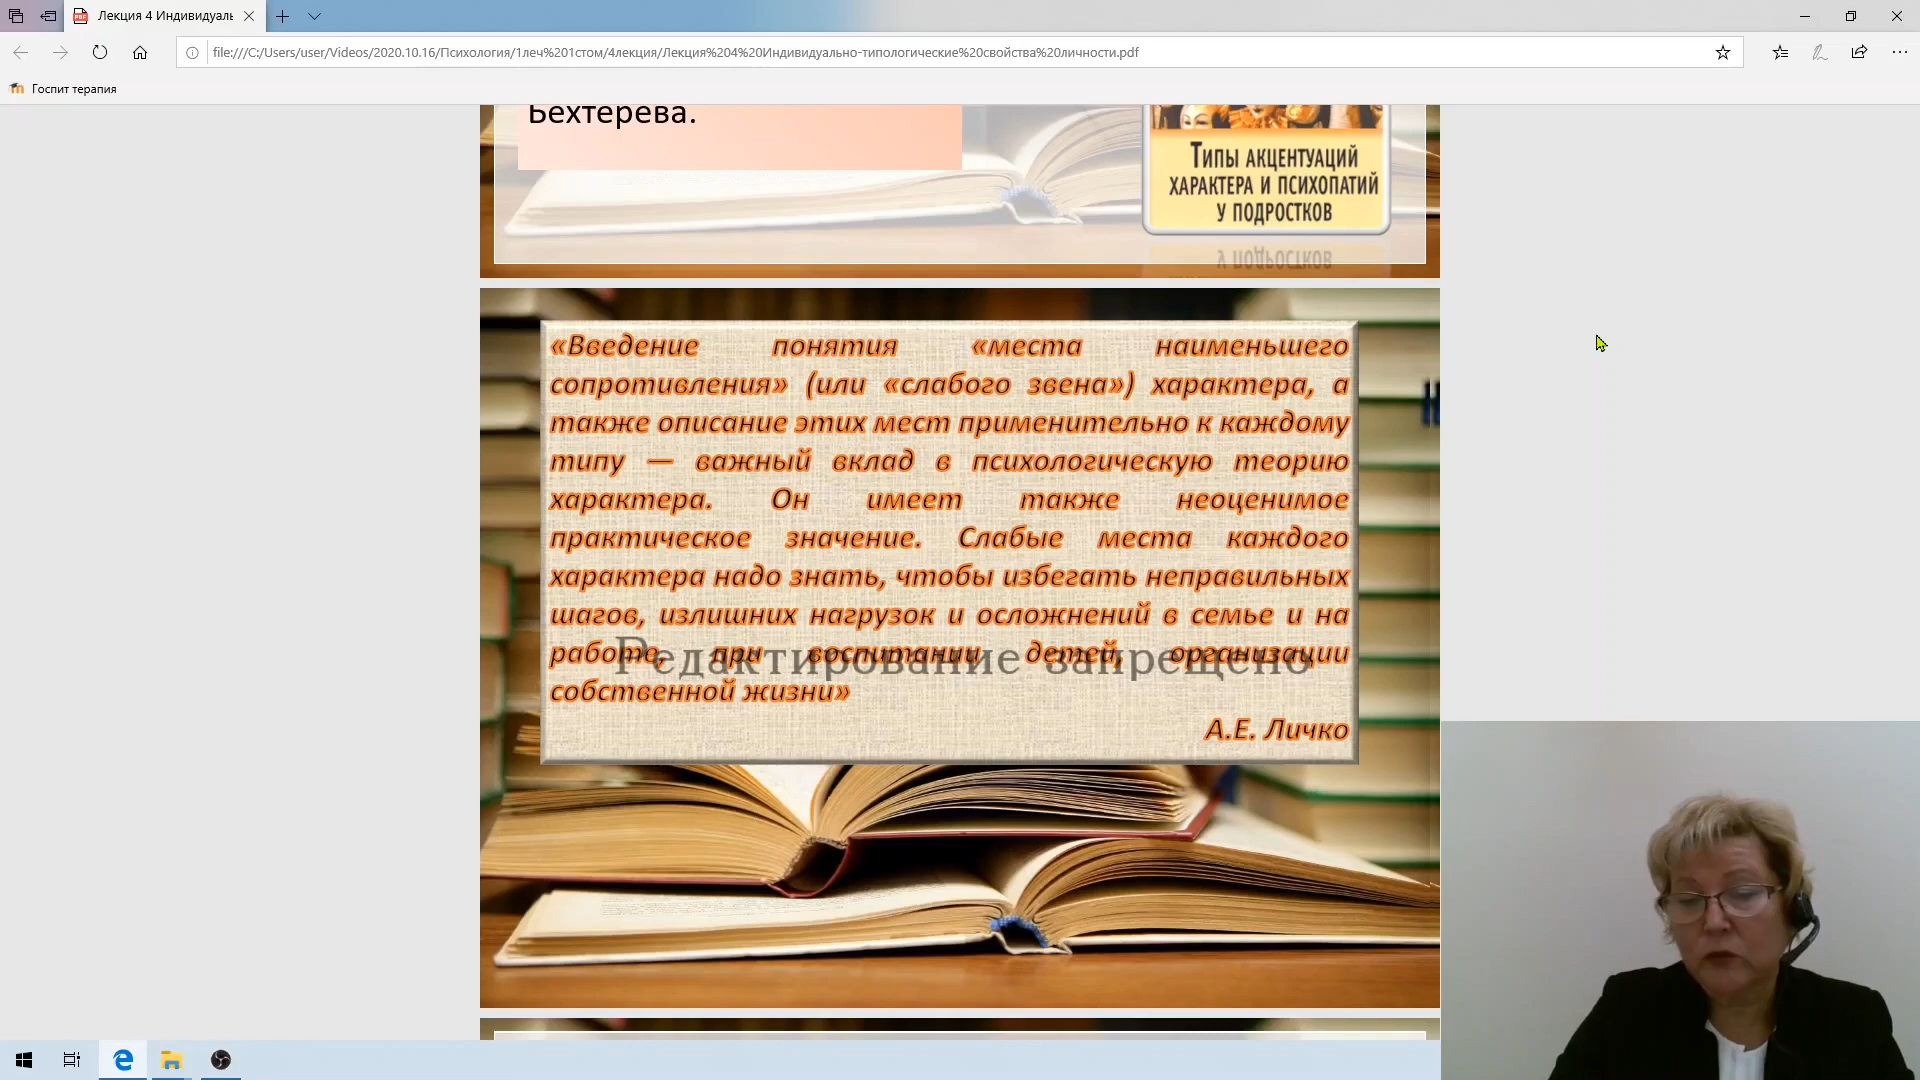 Лекция 4 Индивидуаль
file:///C:/Users/user/Videos/2020.10.16/Психология/1леч%201стом/4лекция/Лекция%204%20Индивидуально-типологические%20свойства%20личности.pdf
Госпит терапия
Бехтерева.
ТИПЫ АКЦЕНТУАЦИЙ
ХАРАКТЕРА И ПСИХОПАТИЙ
У ПОДРОСТКОВ
«Введение понятия «места наименьшего
сопротивления» (или «слабого звена») характера, а
также описание этих мест применительно к каждому
типу — важный вклад в психологическую теорию
характера. Он имеет также неоценимое
практическое значение. Слабые места каждого
характера надо знать, чтобы избегать неправильных
шагов, излишних нагрузок и осложнений в семье и на
работе, при воспитании детей, организации
собственной жизни»
А.Е. Личко
Редактирование запрещено